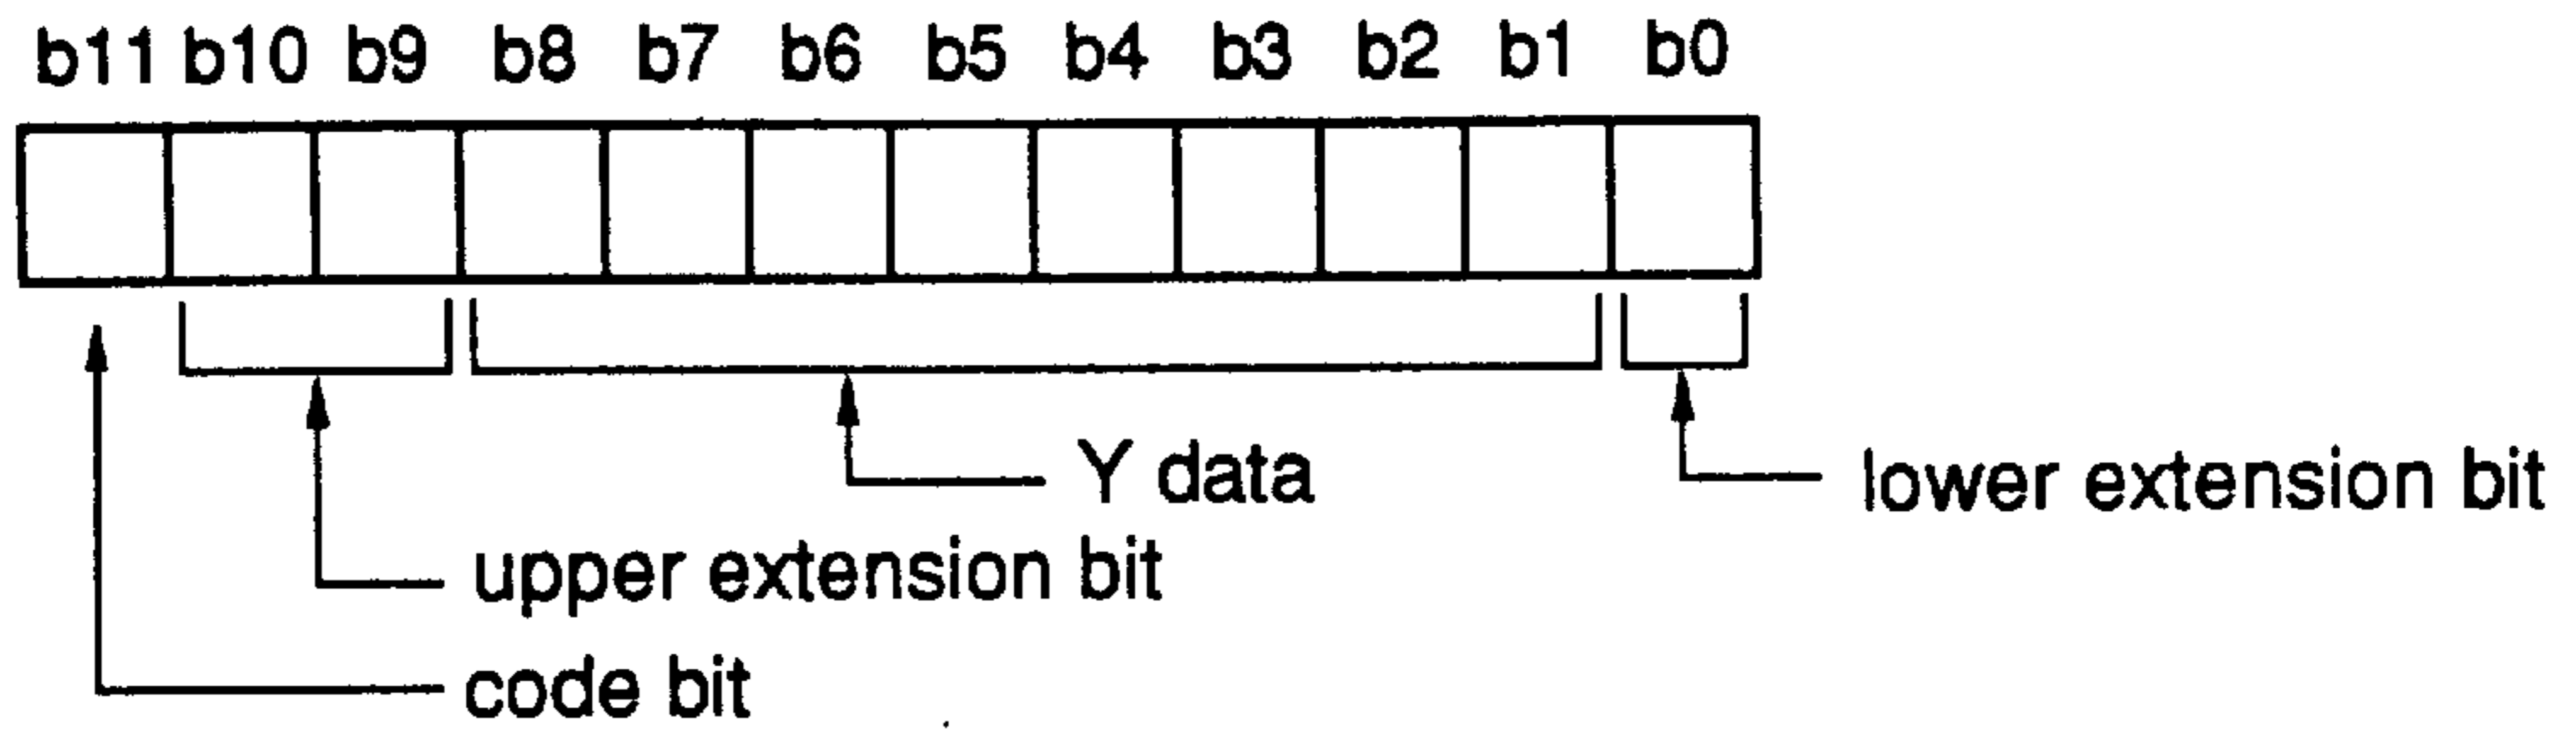 b11 b10 b9 b8 b7 b6 b5 b4 b3 b2 b1 b0
Y data
lower extension bit
upper extension bit
code bit